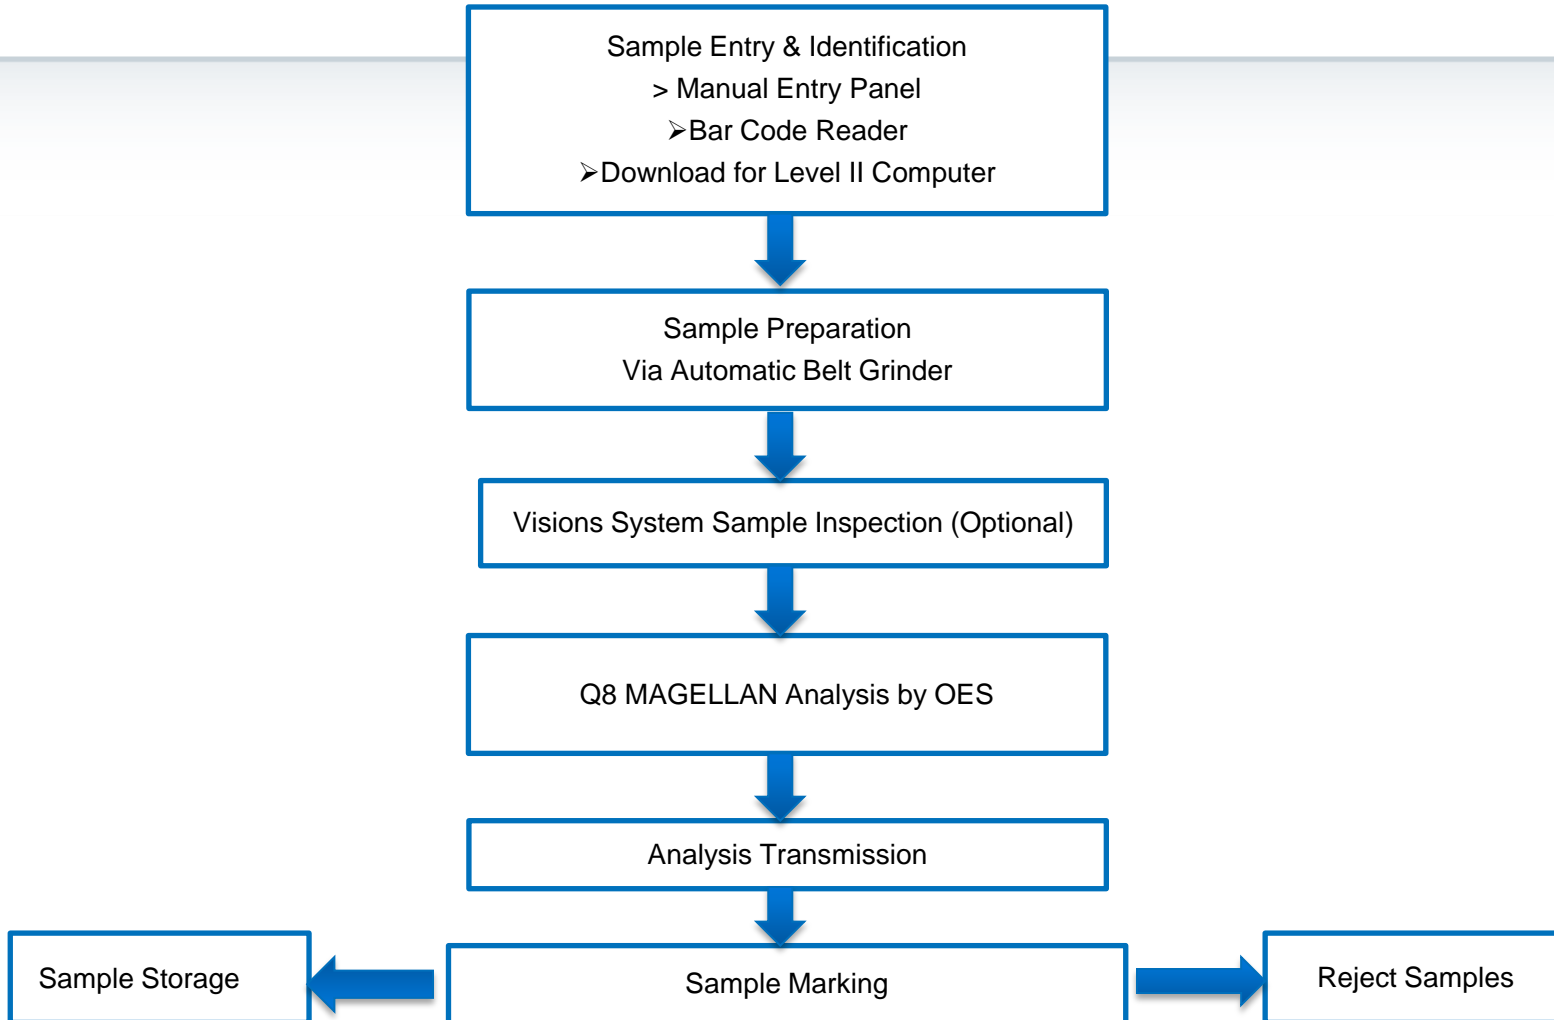 Sample Entry & Identification
> Manual Entry Panel
➢Bar Code Reader
➢Download for Level II Computer
Sample Preparation
Via Automatic Belt Grinder
Visions System Sample Inspection (Optional)
Q8 MAGELLAN Analysis by OES
Analysis Transmission
Sample Storage
Sample Marking
Reject Samples